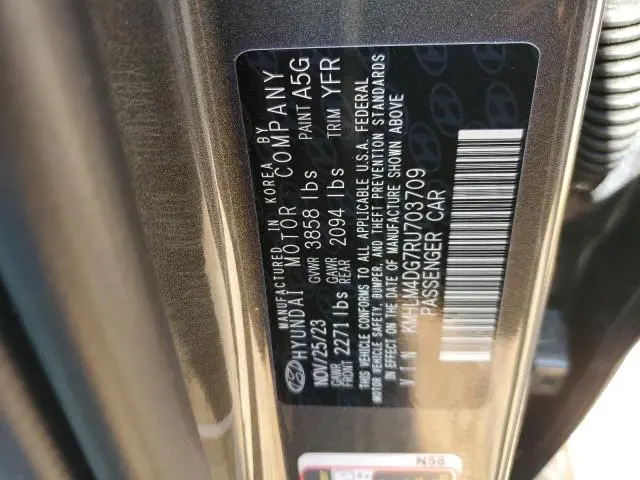 MANUFACTURED IN KOREA BY
HYUNDAI MOTOR COMPANY
NOV/25/23 GVWR 3858 lbs PAINT A5G
GAWR FRONT 2271 lbs GAWR REAR 2094 lbs TRIM YFR
THIS VEHICLE CONFORMS TO ALL APPLICABLE U.S.A. FEDERAL
MOTOR VEHICLE SAFETY, BUMPER, AND THEFT PREVENTION STANDARDS
IN EFFECT ON THE DATE OF MANUFACTURE SHOWN ABOVE
VIN KMHLM4DG7RU703709
PASSENGER CAR
N58